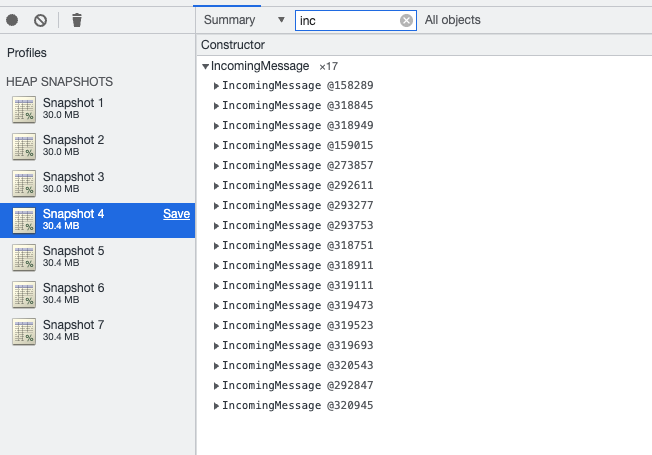 Summary ▼ inc All objects
Profiles
HEAP SNAPSHOTS
Snapshot 1
30.0 MB
Snapshot 2
30.0 MB
Snapshot 3
30.0 MB
Snapshot 4 Save
30.4 MB
Snapshot 5
30.4 MB
Snapshot 6
30.4 MB
Snapshot 7
30.4 MB
Constructor
▼IncomingMessage ×17
▶IncomingMessage @158289
▶IncomingMessage @318845
▶IncomingMessage @318949
▶IncomingMessage @159015
▶IncomingMessage @273857
▶IncomingMessage @292611
▶IncomingMessage @293277
▶IncomingMessage @293753
▶IncomingMessage @318751
▶IncomingMessage @318911
▶IncomingMessage @319111
▶IncomingMessage @319473
▶IncomingMessage @319523
▶IncomingMessage @319693
▶IncomingMessage @320543
▶IncomingMessage @292847
▶IncomingMessage @320945